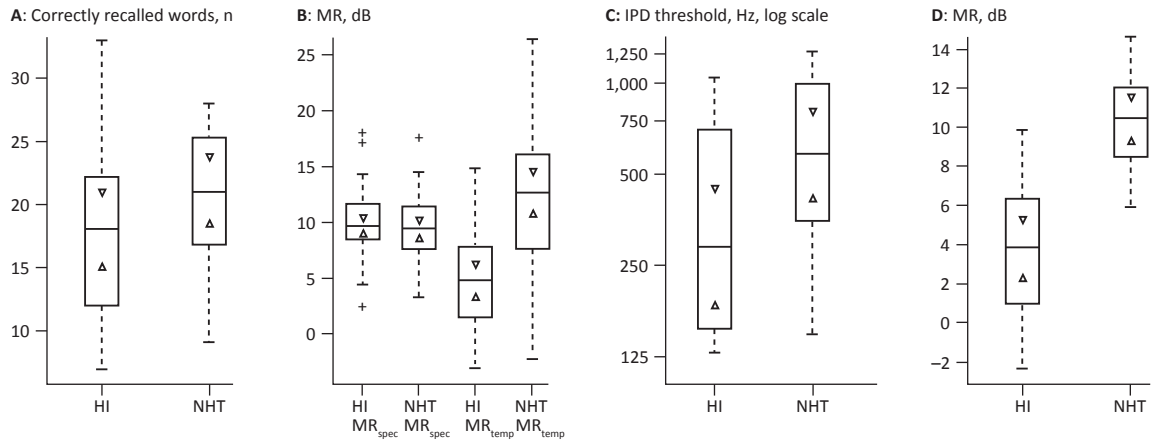 A: Correctly recalled words, n
30
25
20
15
10
HI NHT
B: MR, dB
25
20
15
10
5
0
HI NHT HI NHT
MRspec MRspec MRtemp MRtemp
C: IPD threshold, Hz, log scale
1,250
1,000
750
500
250
125
HI NHT
D: MR, dB
14
12
10
8
6
4
2
0
–2
HI NHT